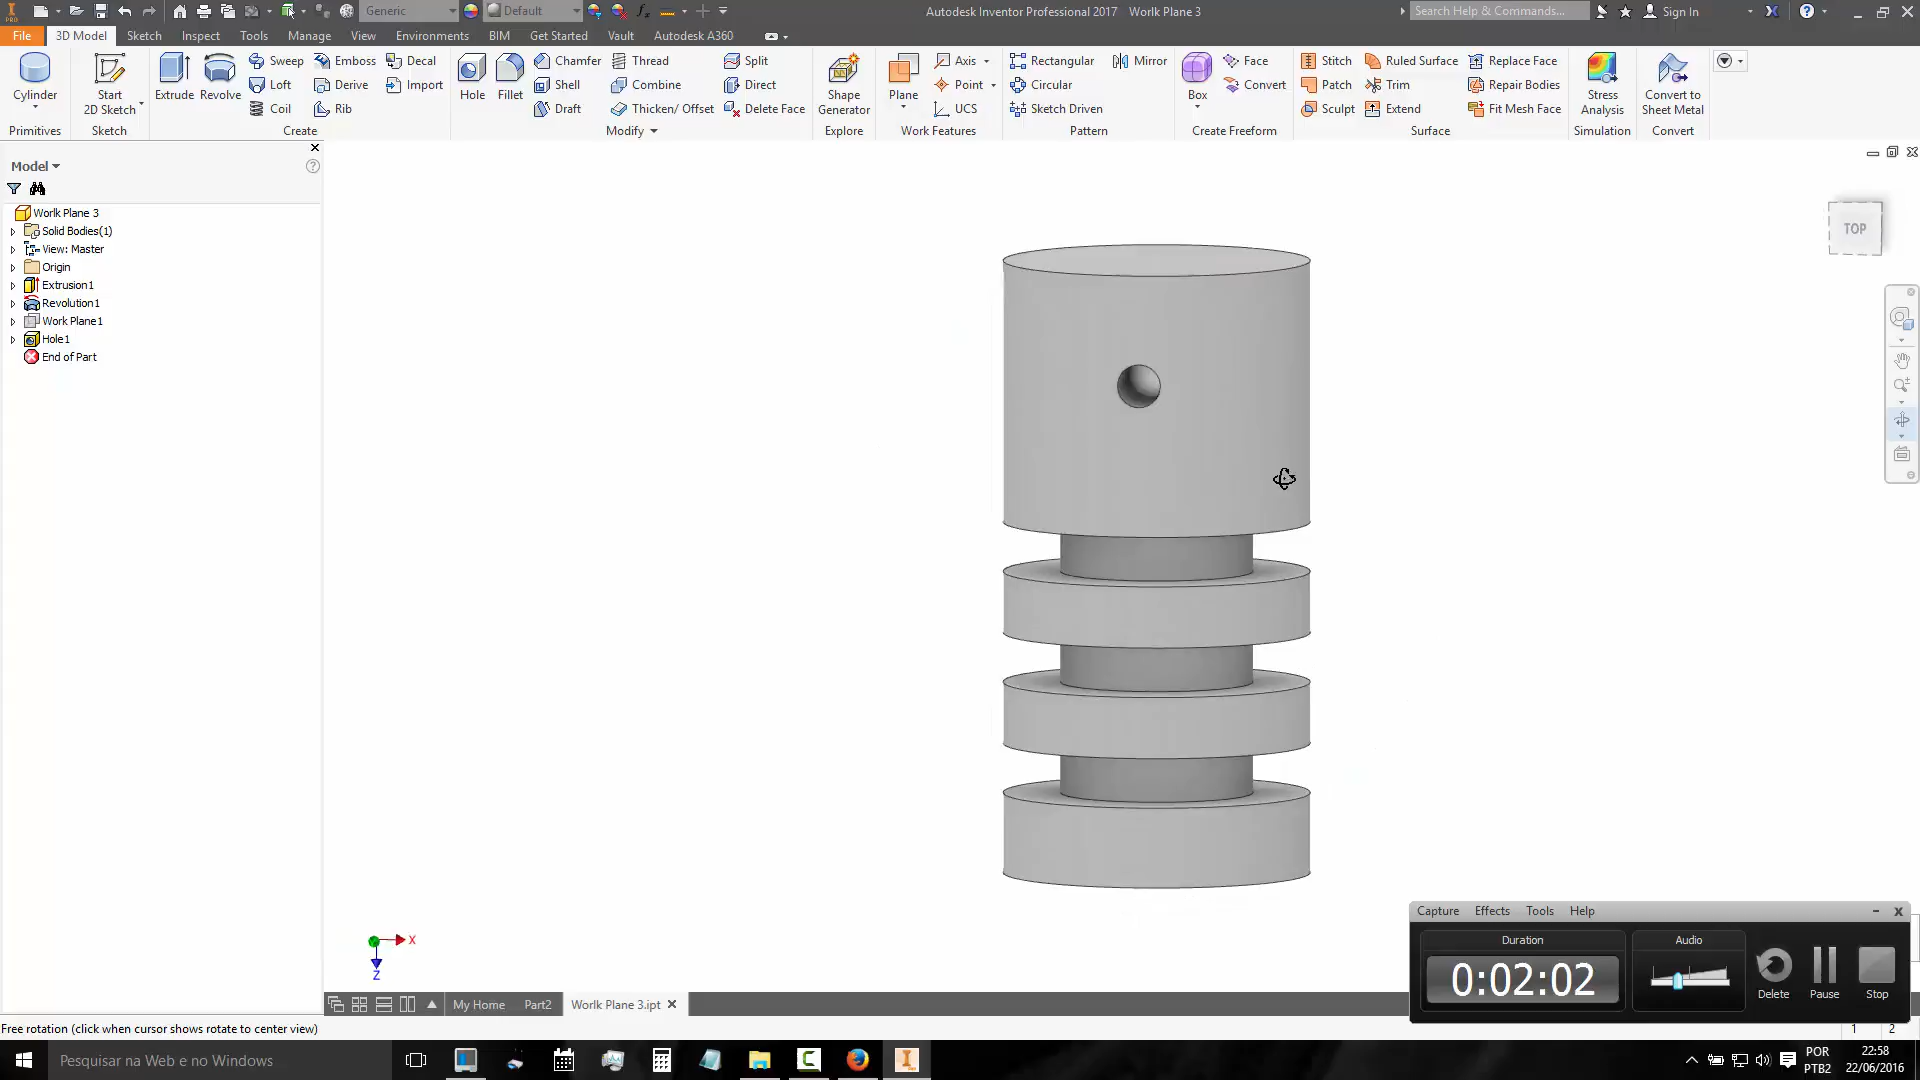 Generic
Default
Autodesk Inventor Professional 2017 Worlk Plane 3
Search Help & Commands...
Sign In
PRO
File 3D Model Sketch Inspect Tools Manage View Environments BIM Get Started Vault Autodesk A360
Cylinder
Primitives
Start
2D Sketch
Sketch
Extrude Revolve
Sweep Emboss Decal
Loft Derive Import
Coil Rib
Create
Hole Fillet
Chamfer Thread Split
Shell Combine Direct
Draft Thicken/ Offset Delete Face
Modify
Shape
Generator
Explore
Plane
Axis
Point
UCS
Work Features
Rectangular Mirror
Circular
Sketch Driven
Pattern
Box
Face
Convert
Create Freeform
Stitch Ruled Surface Replace Face
Patch Trim Repair Bodies
Sculpt Extend Fit Mesh Face
Surface
Stress
Analysis
Simulation
Convert to
Sheet Metal
Convert
Model
Worlk Plane 3
Solid Bodies(1)
View: Master
Origin
Extrusion1
Revolution1
Work Plane1
Hole1
End of Part
TOP
X
Z
Capture Effects Tools Help
Duration
0:02:02
Audio
Delete Pause Stop
My Home Part2 Worlk Plane 3.ipt
Free rotation (click when cursor shows rotate to center view)
1 2
Pesquisar na Web e no Windows
POR
PTB2
22:58
22/06/2016